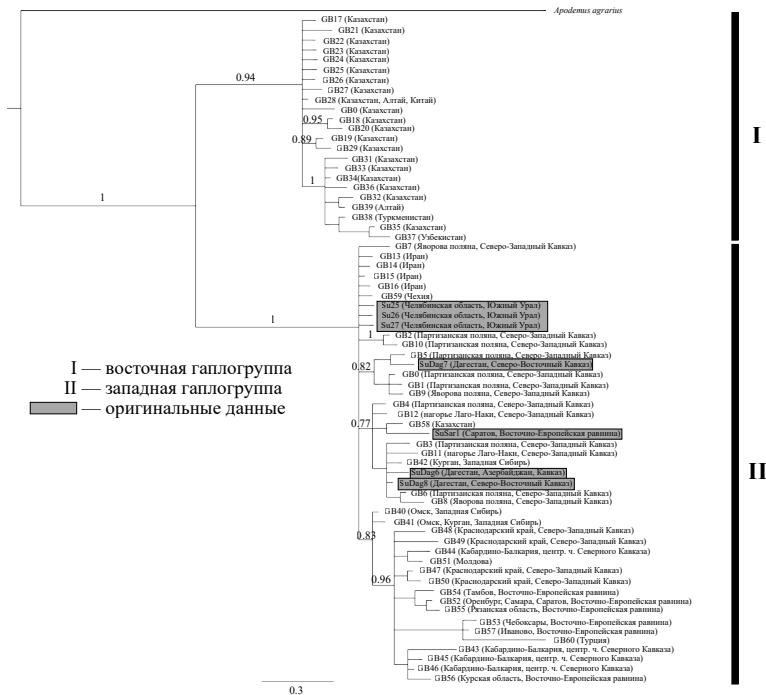 Apodemus agrarius
GB17 (Казахстан)
GB21 (Казахстан)
GB22 (Казахстан)
GB23 (Казахстан)
GB24 (Казахстан)
GB25 (Казахстан)
0.94
GB26 (Казахстан)
GB27 (Казахстан)
GB28 (Казахстан, Алтай, Китай)
GB0 (Казахстан)
0.95
GB18 (Казахстан)
GB20 (Казахстан)
0.89
GB19 (Казахстан)
GB29 (Казахстан)
I
GB31 (Казахстан)
GB33 (Казахстан)
GB34(Казахстан)
1
GB36 (Казахстан)
GB32 (Казахстан)
GB39 (Алтай)
1
GB38 (Туркменистан)
GB35 (Казахстан)
GB37 (Узбекистан)
GB7 (Яворова поляна, Северо-Западный Кавказ)
GB13 (Иран)
GB14 (Иран)
GB15 (Иран)
GB16 (Иран)
GB59 (Чехия)
Su25 (Челябинская область, Южный Урал)
Su26 (Челябинская область, Южный Урал)
1
Su27 (Челябинская область, Южный Урал)
1
GB2 (Партизанская поляна, Северо-Западный Кавказ)
GB10 (Партизанская поляна, Северо-Западный Кавказ)
GB5 (Партизанская поляна, Северо-Западный Кавказ)
0.82
SuDag7 (Дагестан, Северо-Восточный Кавказ)
GB0 (Партизанская поляна, Северо-Западный Кавказ)
GB1 (Партизанская поляна, Северо-Западный Кавказ)
GB9 (Яворова поляна, Северо-Западный Кавказ)
I — восточная гаплогруппа
II — западная гаплогруппа
— оригинальные данные
GB4 (Партизанская поляна, Северо-Западный Кавказ)
GB12 (нагорье Лаго-Наки, Северо-Западный Кавказ)
0.77
GB58 (Казахстан)
SuSar1 (Саратов, Восточно-Европейская равнина)
GB3 (Партизанская поляна, Северо-Западный Кавказ)
GB11 (нагорье Лаго-Наки, Северо-Западный Кавказ)
GB42 (Курган, Западная Сибирь)
II
SuDag6 (Дагестан, Азербайджан, Кавказ)
SuDag8 (Дагестан, Северо-Восточный Кавказ)
GB6 (Партизанская поляна, Северо-Западный Кавказ)
GB8 (Яворова поляна, Северо-Западный Кавказ)
GB40 (Омск, Западная Сибирь)
GB41 (Омск, Курган, Западная Сибирь)
0.83
GB48 (Краснодарский край, Северо-Западный Кавказ)
GB49 (Краснодарский край, Северо-Западный Кавказ)
GB44 (Кабардино-Балкария, центр. ч. Северного Кавказа)
GB51 (Молдова)
GB47 (Краснодарский край, Северо-Западный Кавказ)
0.96
GB50 (Краснодарский край, Северо-Западный Кавказ)
GB54 (Тамбов, Восточно-Европейская равнина)
GB52 (Оренбург, Самара, Саратов, Восточно-Европейская равнина)
GB55 (Рязанская область, Восточно-Европейская равнина)
GB53 (Чебоксары, Восточно-Европейская равнина)
GB57 (Иваново, Восточно-Европейская равнина)
GB60 (Турция)
GB43 (Кабардино-Балкария, центр. ч. Северного Кавказа)
GB45 (Кабардино-Балкария, центр. ч. Северного Кавказа)
GB46 (Кабардино-Балкария, центр. ч. Северного Кавказа)
GB56 (Курская область, Восточно-Европейская равнина)
0.3